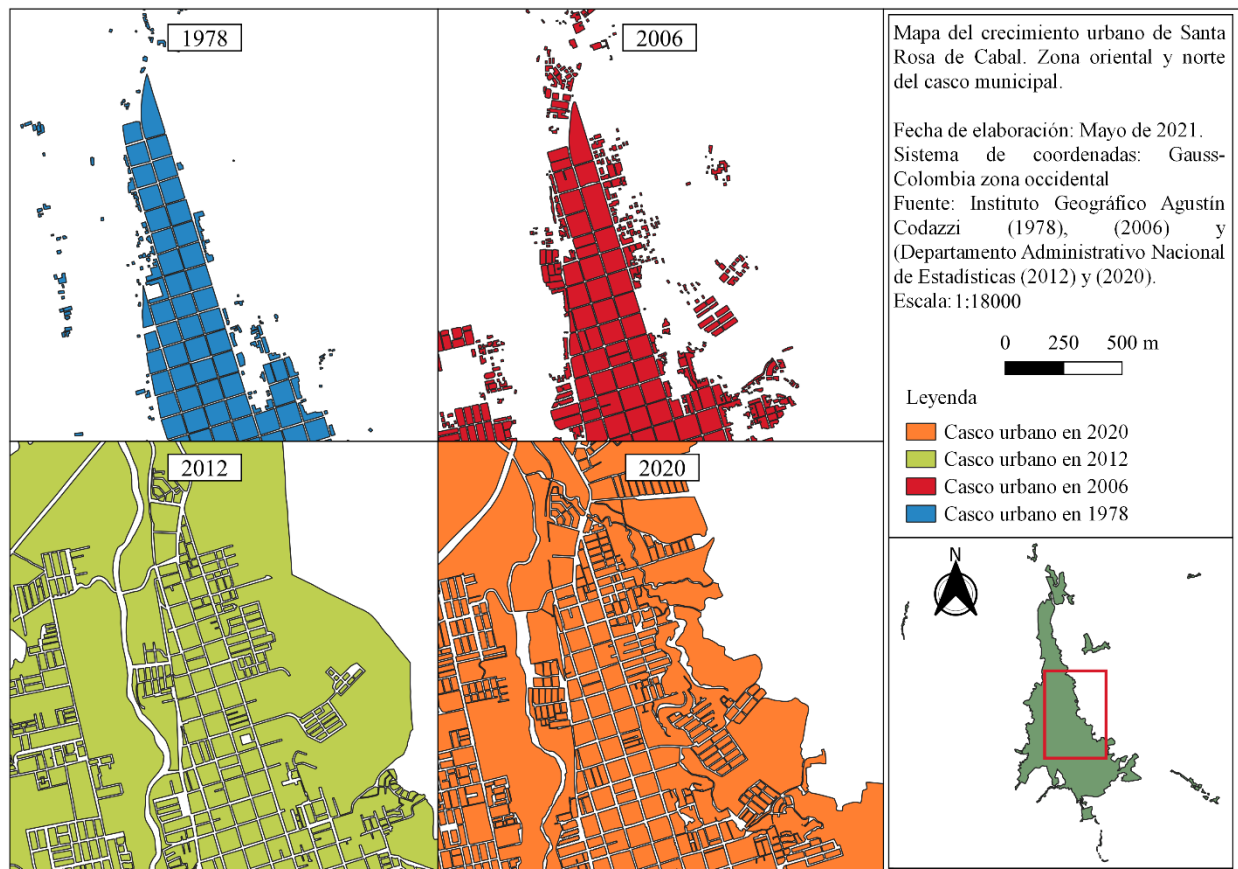 1978
2006
2012
2020
Mapa del crecimiento urbano de Santa
Rosa de Cabal. Zona oriental y norte
del casco municipal.
Fecha de elaboración: Mayo de 2021.
Sistema de coordenadas: Gauss-
Colombia zona occidental
Fuente: Instituto Geográfico Agustín
Codazzi (1978), (2006) y
(Departamento Administrativo Nacional
de Estadísticas (2012) y (2020).
Escala: 1:18000
0 250 500 m
Leyenda
Casco urbano en 2020
Casco urbano en 2012
Casco urbano en 2006
Casco urbano en 1978
N